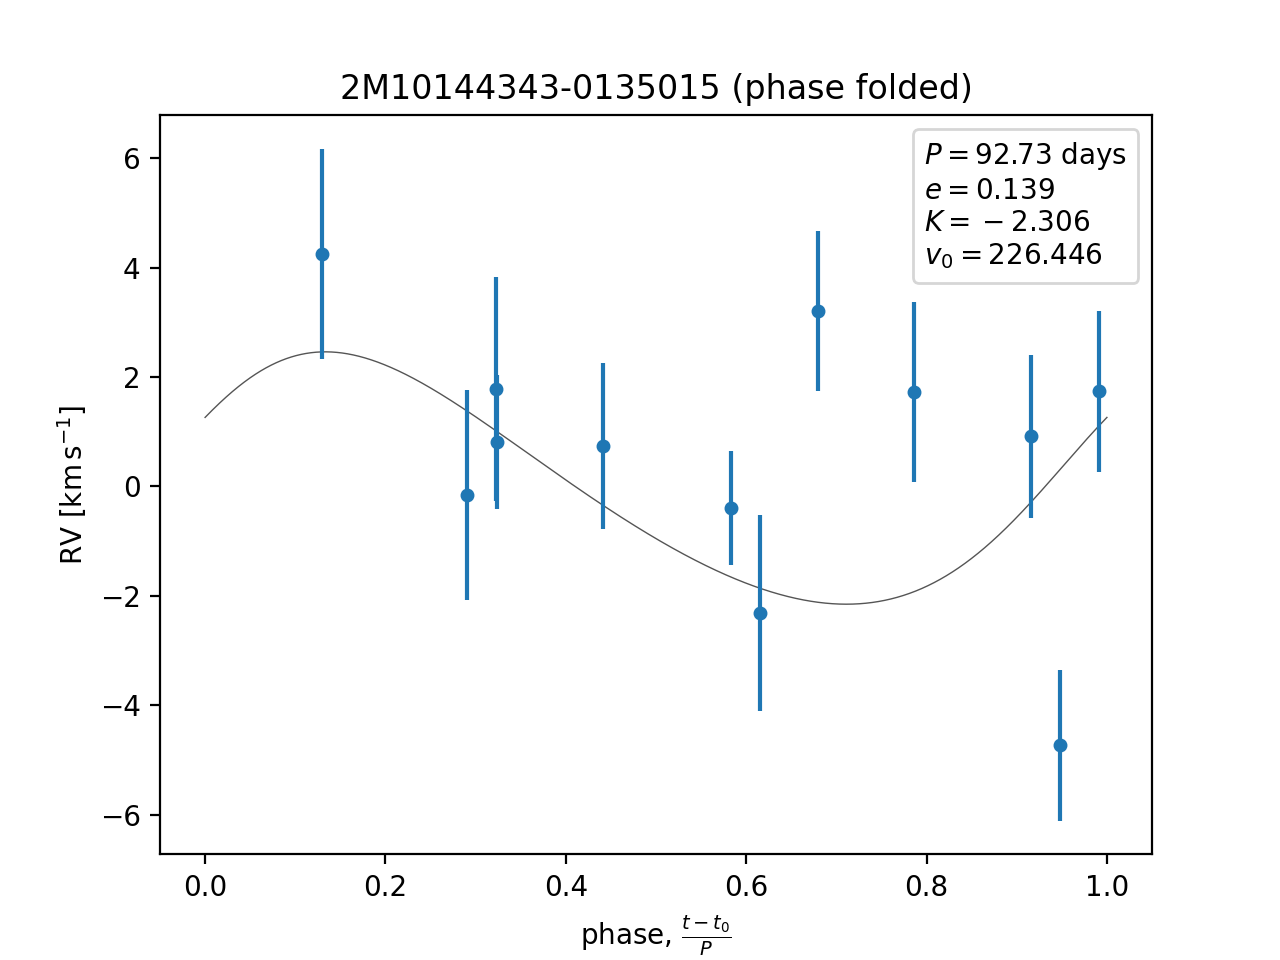 2M10144343-0135015 (phase folded)
P = 92.73 days
e = 0.139
K = −2.306
v₀ = 226.446
RV [km s⁻¹]
6
4
2
0
−2
−4
−6
0.0 0.2 0.4 0.6 0.8 1.0
phase, (t − t₀)/P